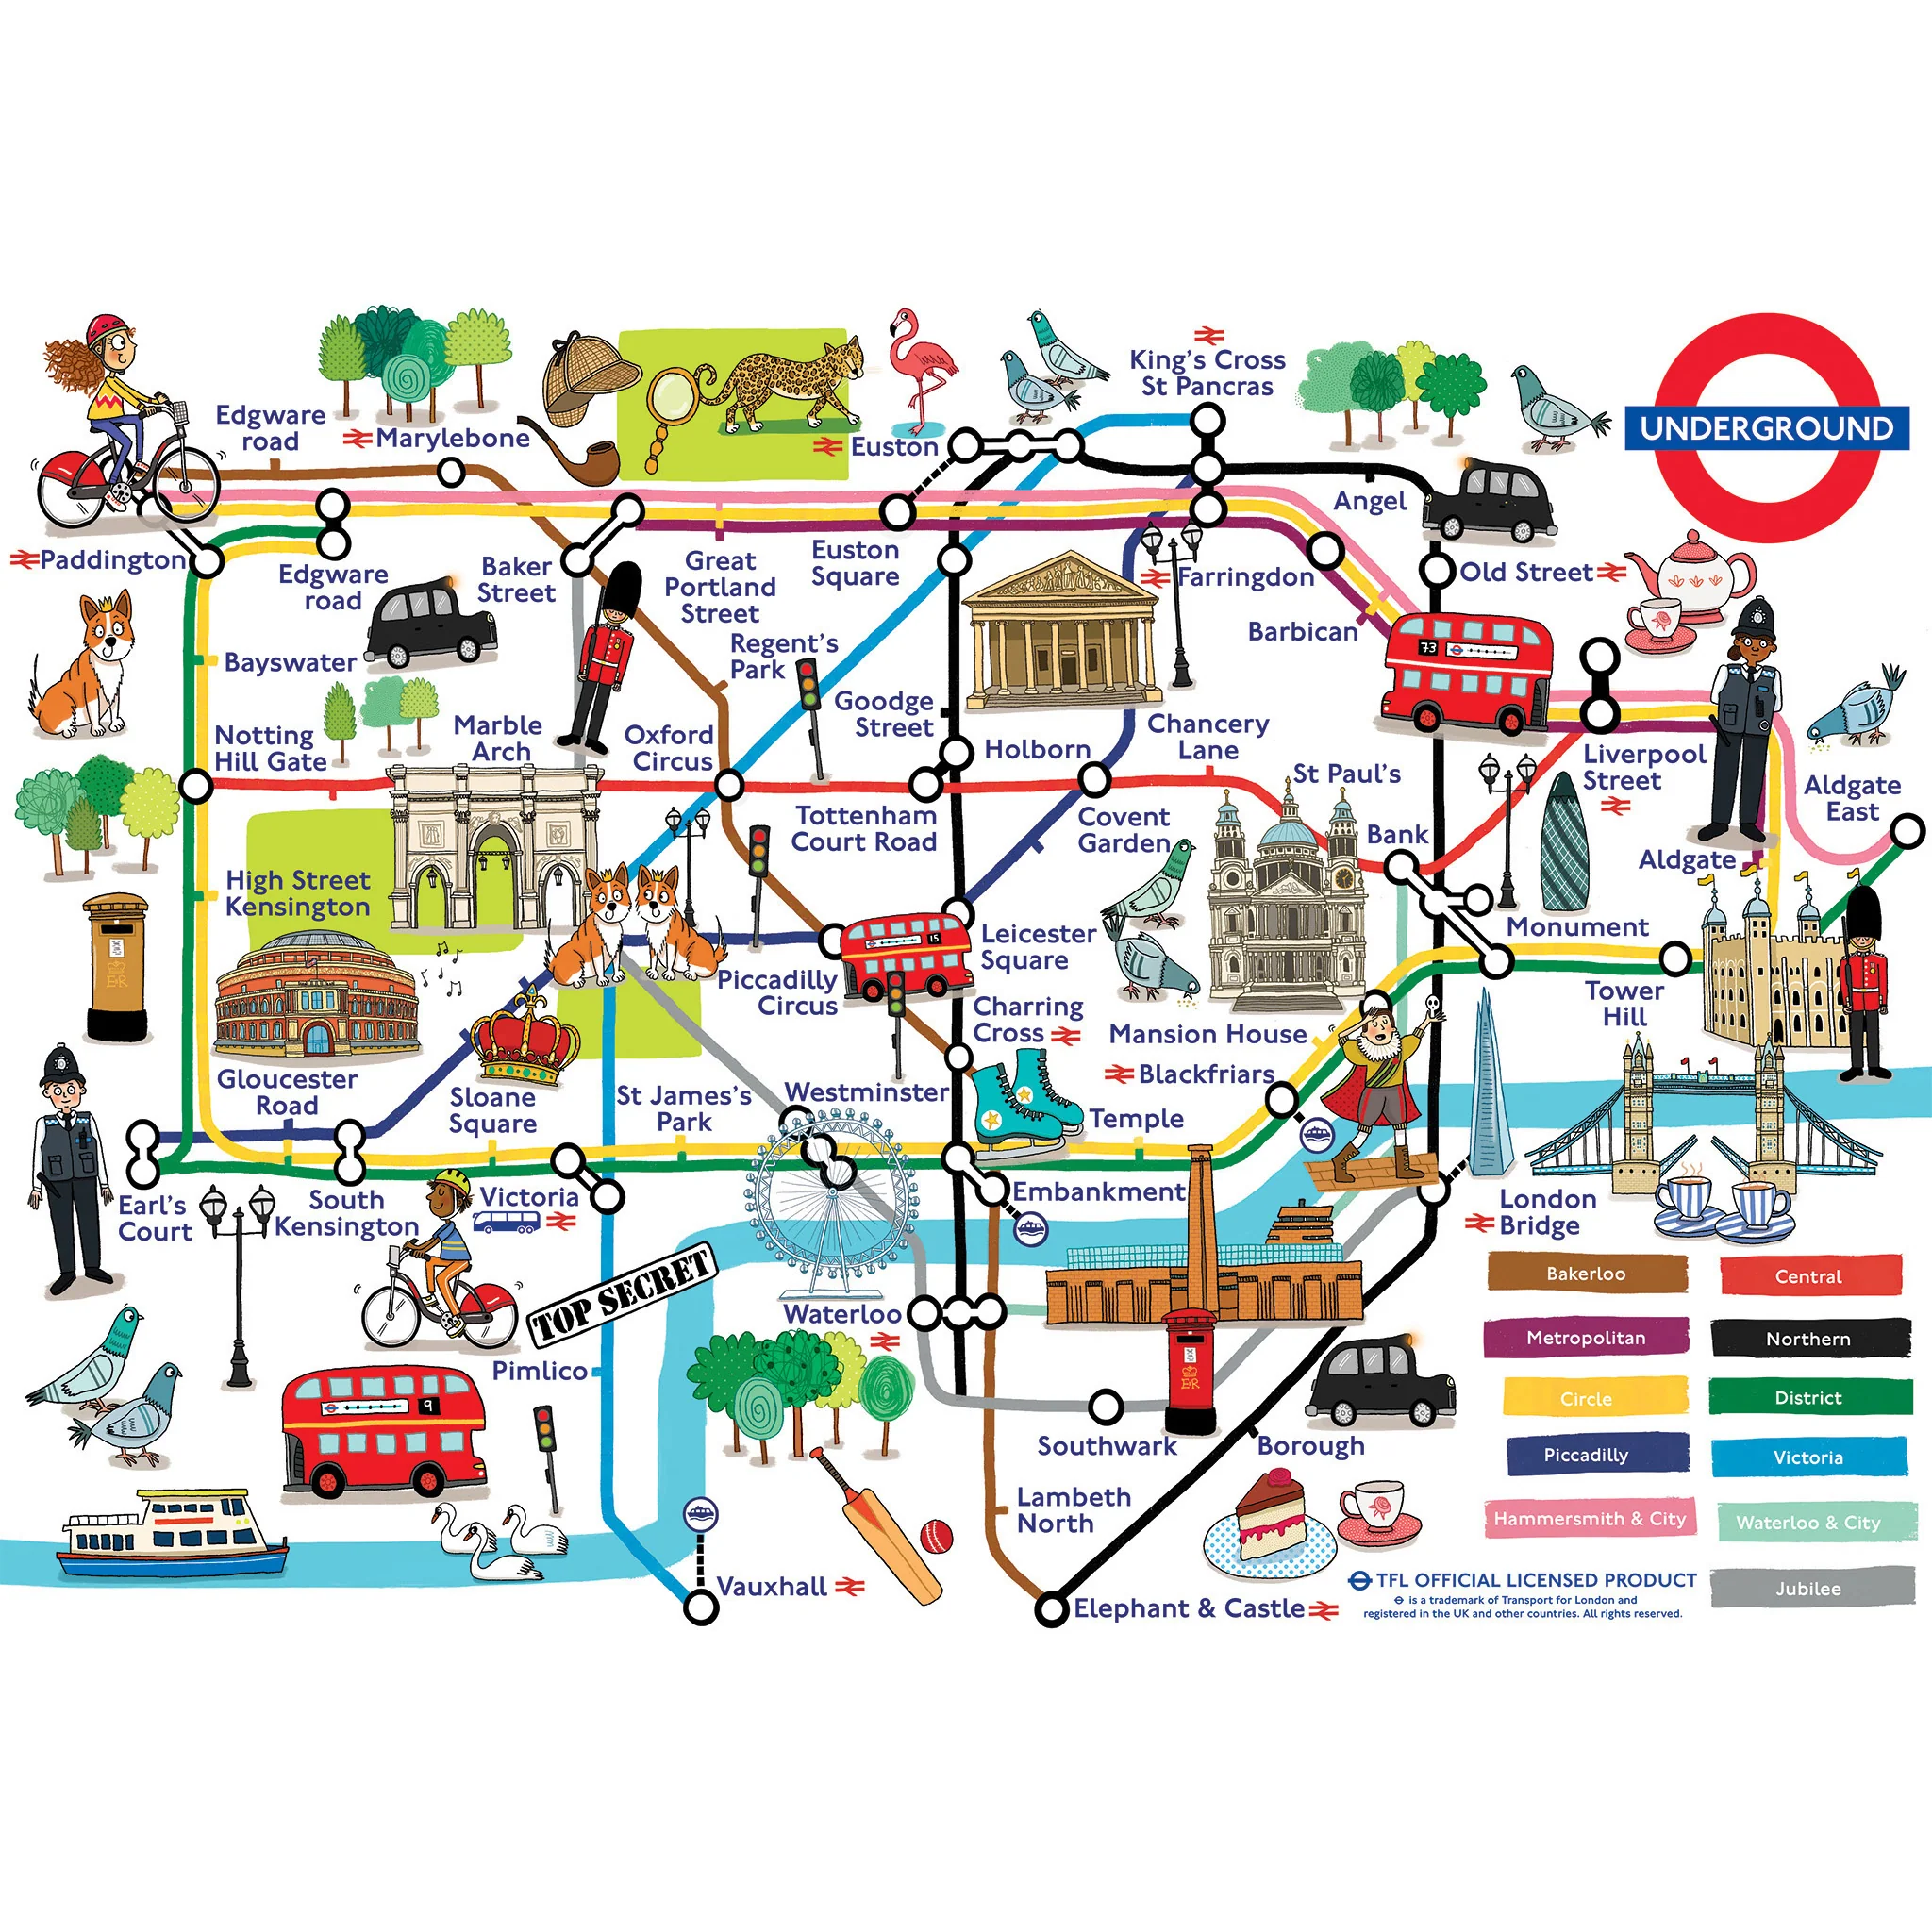 King's Cross
St Pancras
UNDERGROUND
Edgware
road
Marylebone
Euston
Angel
Paddington
Edgware
road
Baker
Street
Great
Portland
Street
Euston
Square
Farringdon
Old Street
Barbican
73
Bayswater
Regent's
Park
Goodge
Street
Notting
Hill Gate
Marble
Arch
Oxford
Circus
Holborn
Chancery
Lane
Liverpool
Street
St Paul's
Aldgate
East
Tottenham
Court Road
Covent
Garden
Bank
Aldgate
High Street
Kensington
Monument
15
Leicester
Square
Piccadilly
Circus
Charring
Cross
Mansion House
Tower
Hill
Blackfriars
Gloucester
Road
Sloane
Square
St James's
Park
Westminster
Temple
Earl's
Court
South
Kensington
Victoria
Embankment
London
Bridge
TOP SECRET
Waterloo
Pimlico
9
Southwark
Borough
Lambeth
North
Vauxhall
Elephant & Castle
Bakerloo
Central
Metropolitan
Northern
Circle
District
Piccadilly
Victoria
Hammersmith & City
Waterloo & City
Jubilee
TFL OFFICIAL LICENSED PRODUCT
is a trademark of Transport for London and
registered in the UK and other countries. All rights reserved.